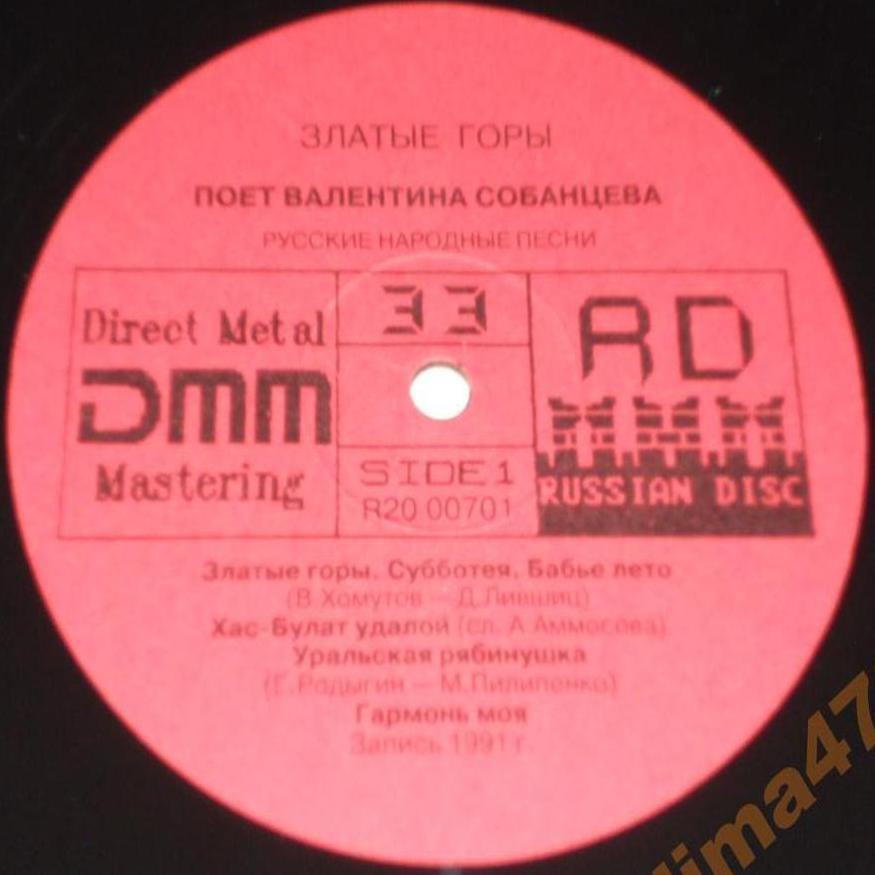 ЗЛАТЫЕ ГОРЫ
ПОЕТ ВАЛЕНТИНА СОБАНЦЕВА
РУССКИЕ НАРОДНЫЕ ПЕСНИ
Direct Metal
DMM
Mastering
33
SIDE 1
R20 00701
RD
RUSSIAN DISC
Златые горы. Субботея. Бабье лето
(В. Хомутов — Д. Лившиц)
Хас-Булат удалой (сл. А. Аммосова)
Уральская рябинушка
(Е. Родыгин — М. Пилипенко)
Гармонь моя
Запись 1991 г.
dima47